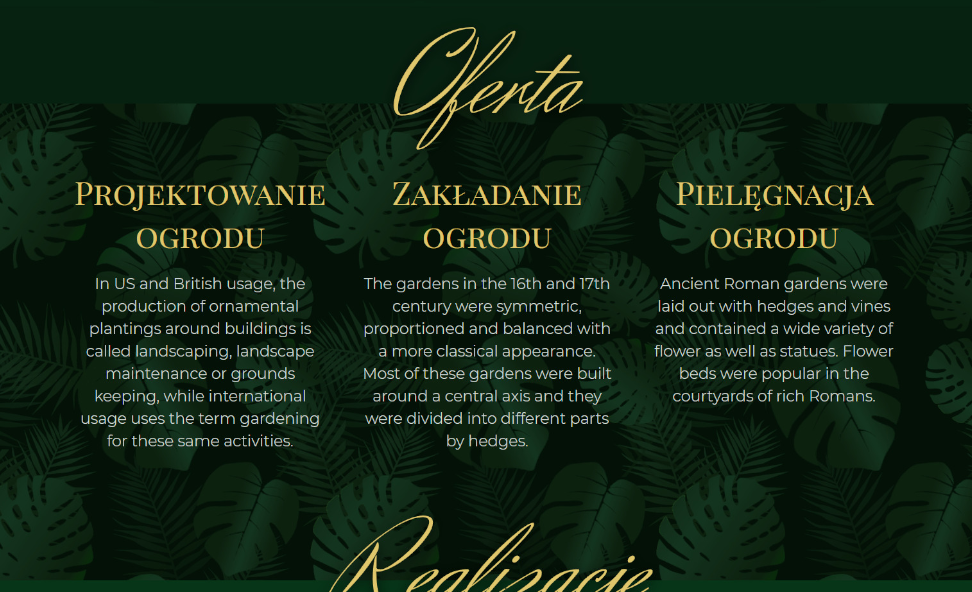 Oferta
Projektowanie
ogrodu
In US and British usage, the
production of ornamental
plantings around buildings is
called landscaping, landscape
maintenance or grounds
keeping, while international
usage uses the term gardening
for these same activities.
Zakładanie
ogrodu
The gardens in the 16th and 17th
century were symmetric,
proportioned and balanced with
a more classical appearance.
Most of these gardens were built
around a central axis and they
were divided into different parts
by hedges.
Pielęgnacja
ogrodu
Ancient Roman gardens were
laid out with hedges and vines
and contained a wide variety of
flower as well as statues. Flower
beds were popular in the
courtyards of rich Romans.
Realizacje